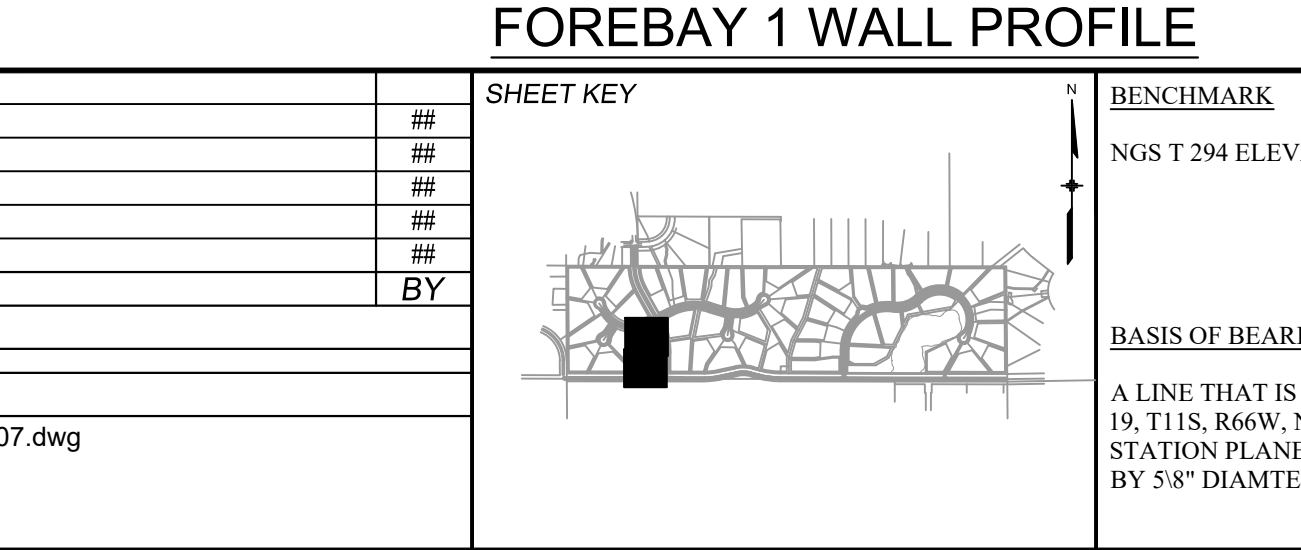 FOREBAY 1 WALL PROFILE
##
##
##
##
##
BY
07.dwg
SHEET KEY
N
BENCHMARK
NGS T 294 ELEV
BASIS OF BEAR
A LINE THAT IS
19, T11S, R66W, N
STATION PLANE
BY 5\8" DIAMTE